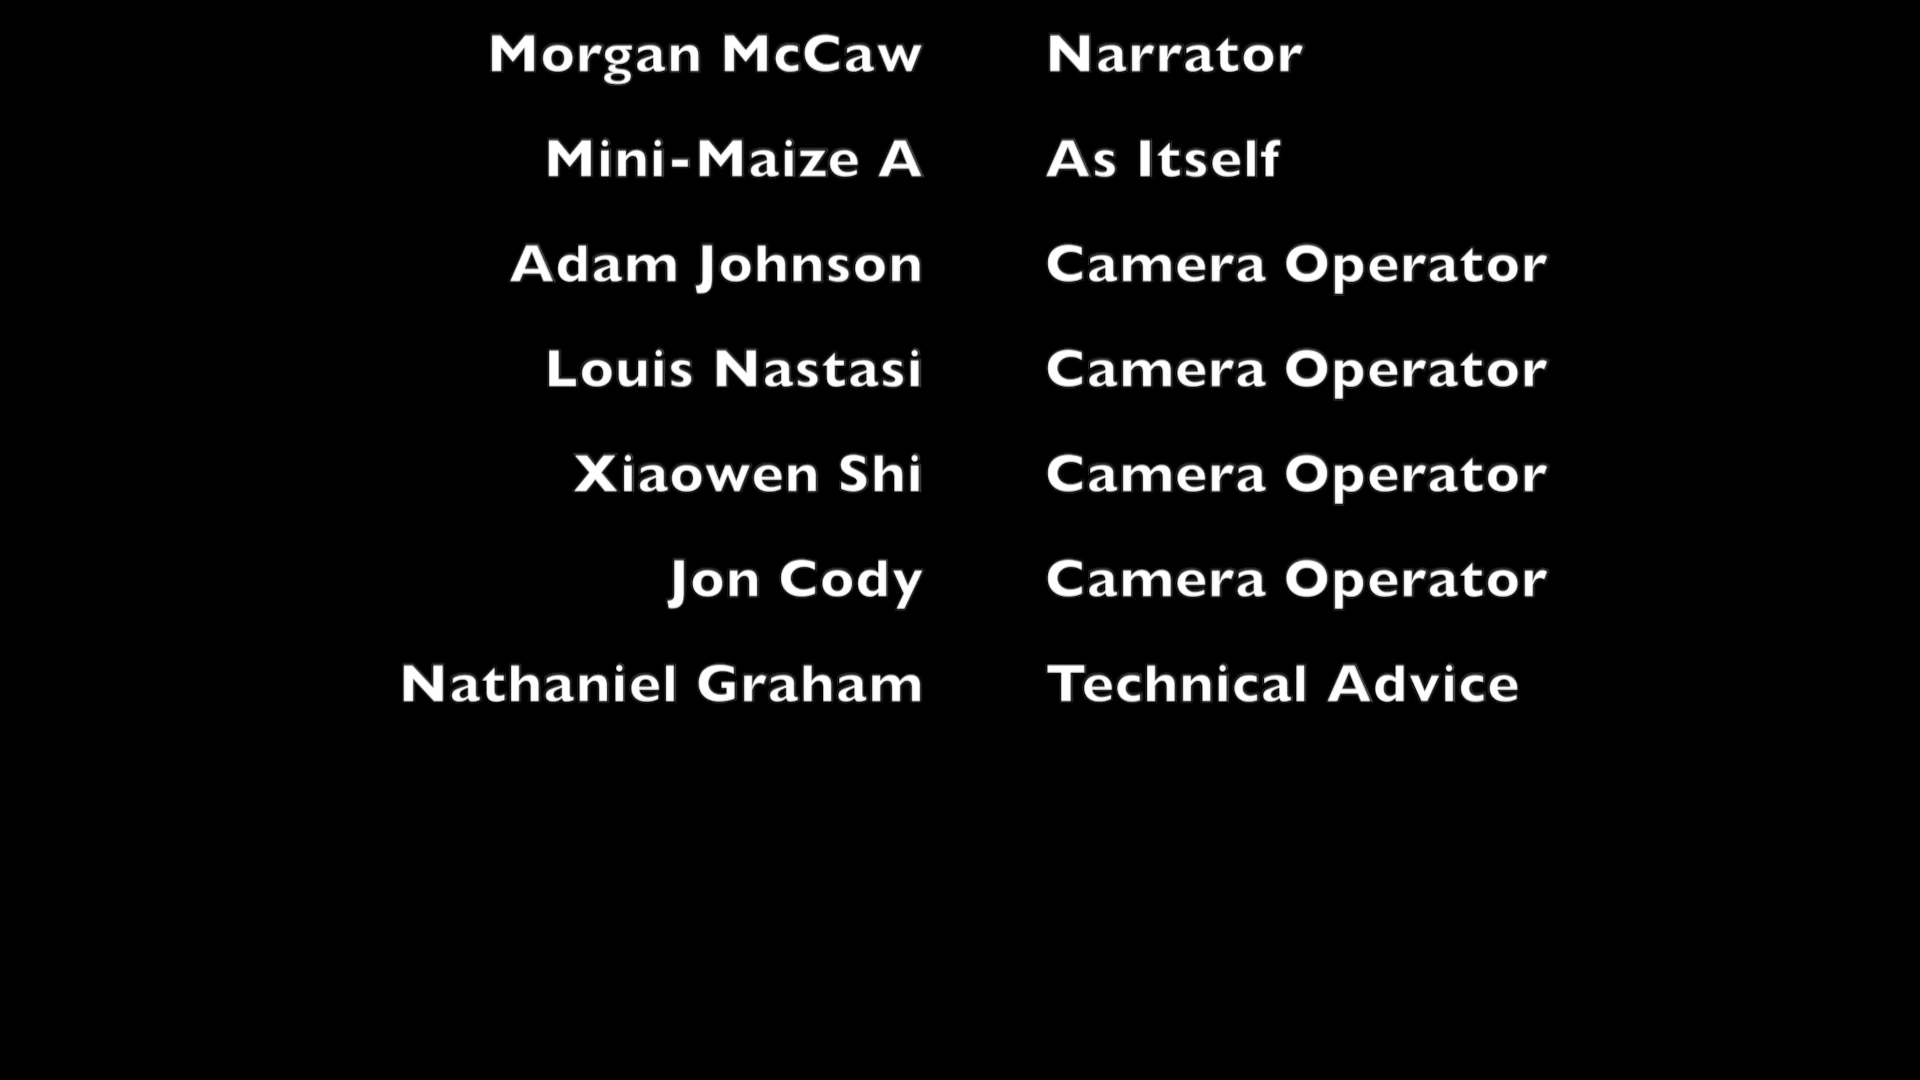 Morgan McCaw Narrator
Mini-Maize A As Itself
Adam Johnson Camera Operator
Louis Nastasi Camera Operator
Xiaowen Shi Camera Operator
Jon Cody Camera Operator
Nathaniel Graham Technical Advice